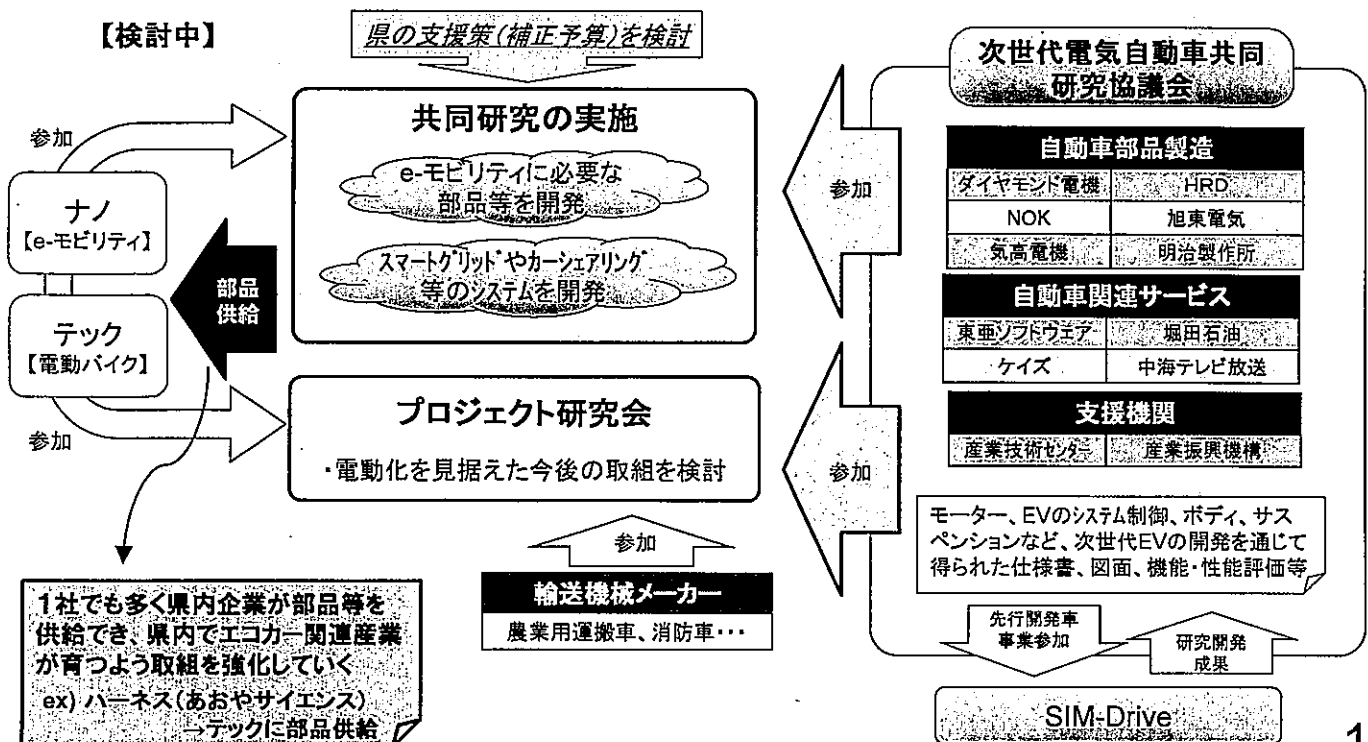 【検討中】
県の支援策(補正予算)を検討
共同研究の実施
e-モビリティに必要な
部品等を開発
スマートグリッドやカーシェアリング
等のシステムを開発
参加
ナノ
【e-モビリティ】
テック
【電動バイク】
参加
部品
供給
プロジェクト研究会
・電動化を見据えた今後の取組を検討
参加
輸送機械メーカー
農業用運搬車、消防車・・・
1社でも多く県内企業が部品等を
供給でき、県内でエコカー関連産業
が育つよう取組を強化していく
ex) ハーネス(あおやサイエンス)
→テックに部品供給
参加
参加
次世代電気自動車共同
研究協議会
自動車部品製造
ダイヤモンド電機 HRD
NOK 旭東電気
気高電機 明治製作所
自動車関連サービス
東亜ソフトウェア 堀田石油
ケイズ 中海テレビ放送
支援機関
産業技術センター 産業振興機構
モーター、EVのシステム制御、ボディ、サス
ペンションなど、次世代EVの開発を通じて
得られた仕様書、図面、機能・性能評価等
先行開発車
事業参加
研究開発
成果
SIM-Drive
1